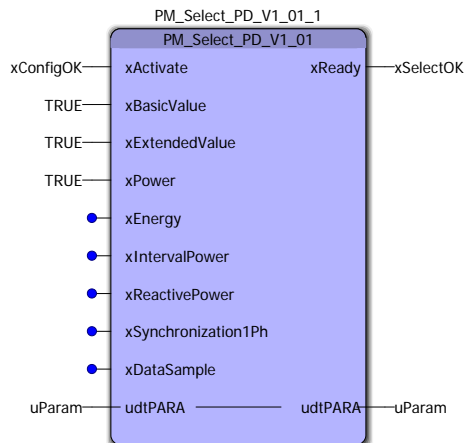 PM_Select_PD_V1_01_1
PM_Select_PD_V1_01
xConfigOK xActivate xReady xSelectOK
TRUE xBasicValue
TRUE xExtendedValue
TRUE xPower
xEnergy
xIntervalPower
xReactivePower
xSynchronization1Ph
xDataSample
uParam udtPARA udtPARA uParam